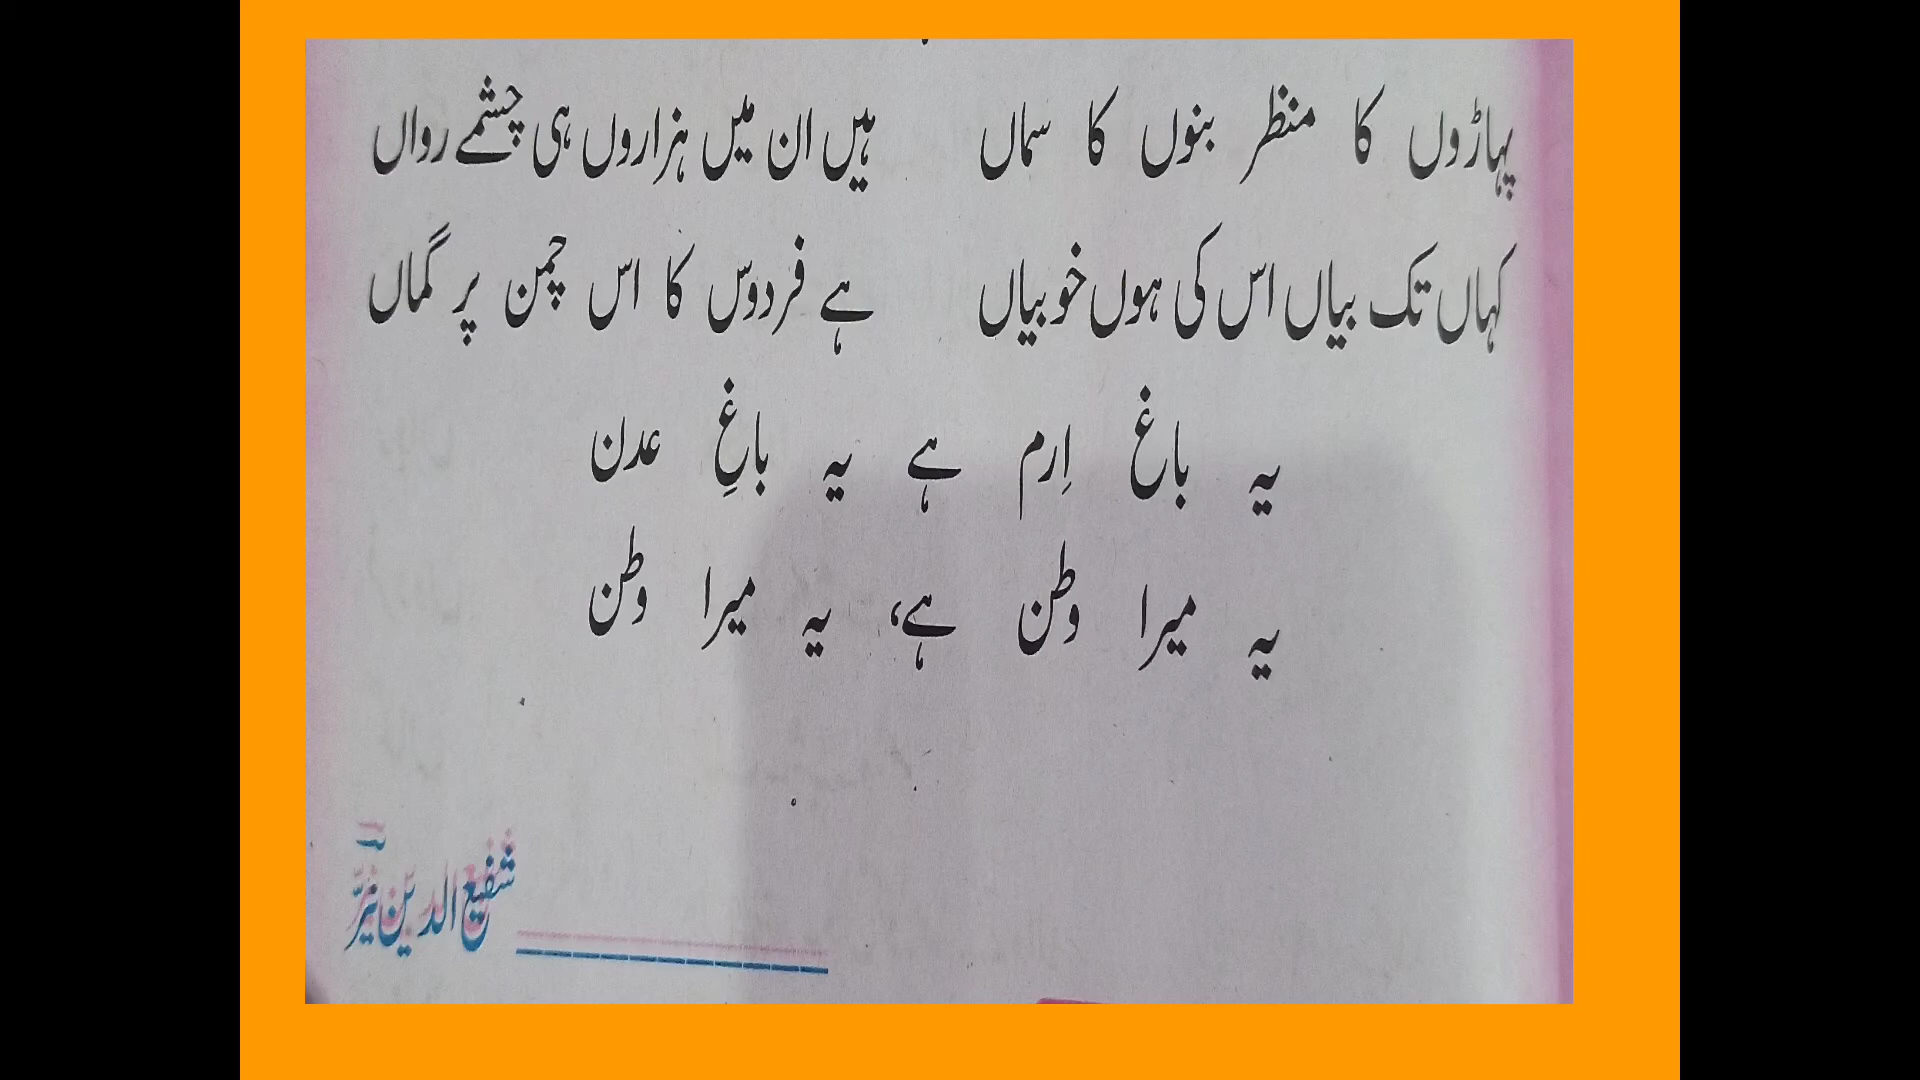 پہاڑوں کا منظر بنوں کا سماں ہیں ان میں ہزاروں ہی چشمے رواں
کہاں تک بیاں اس کی ہوں خوبیاں ہے فردوس کا اس چمن پر گماں
یہ باغ اِرم ہے یہ باغِ عدن
یہ میرا وطن ہے، یہ میرا وطن
شفیع الدین نیّر